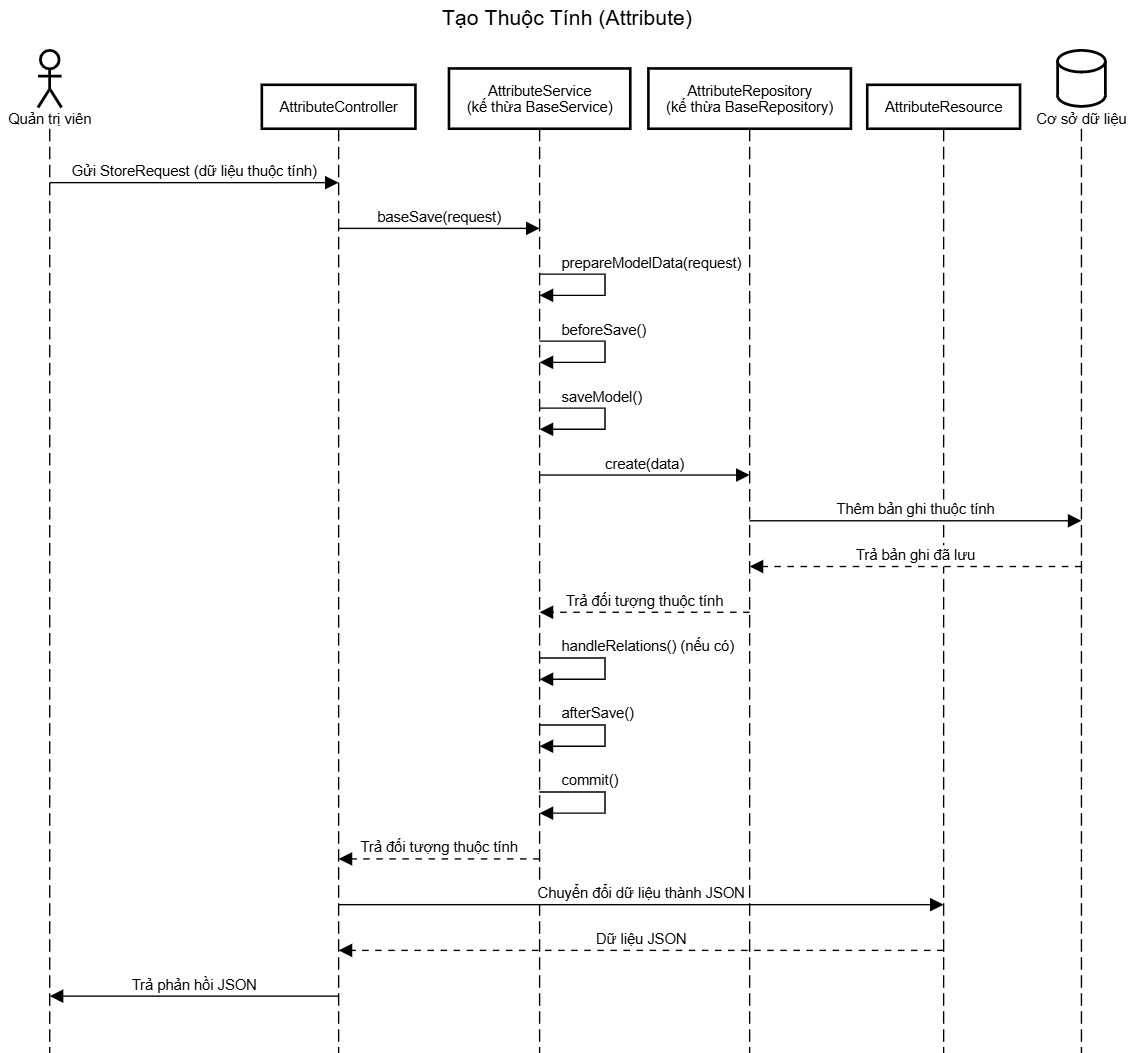 Tạo Thuộc Tính (Attribute)
Quản trị viên
AttributeController
AttributeService
(kế thừa BaseService)
AttributeRepository
(kế thừa BaseRepository)
AttributeResource
Cơ sở dữ liệu
Gửi StoreRequest (dữ liệu thuộc tính)
baseSave(request)
prepareModelData(request)
beforeSave()
saveModel()
create(data)
Thêm bản ghi thuộc tính
Trả bản ghi đã lưu
Trả đối tượng thuộc tính
handleRelations() (nếu có)
afterSave()
commit()
Trả đối tượng thuộc tính
Chuyển đổi dữ liệu thành JSON
Dữ liệu JSON
Trả phản hồi JSON